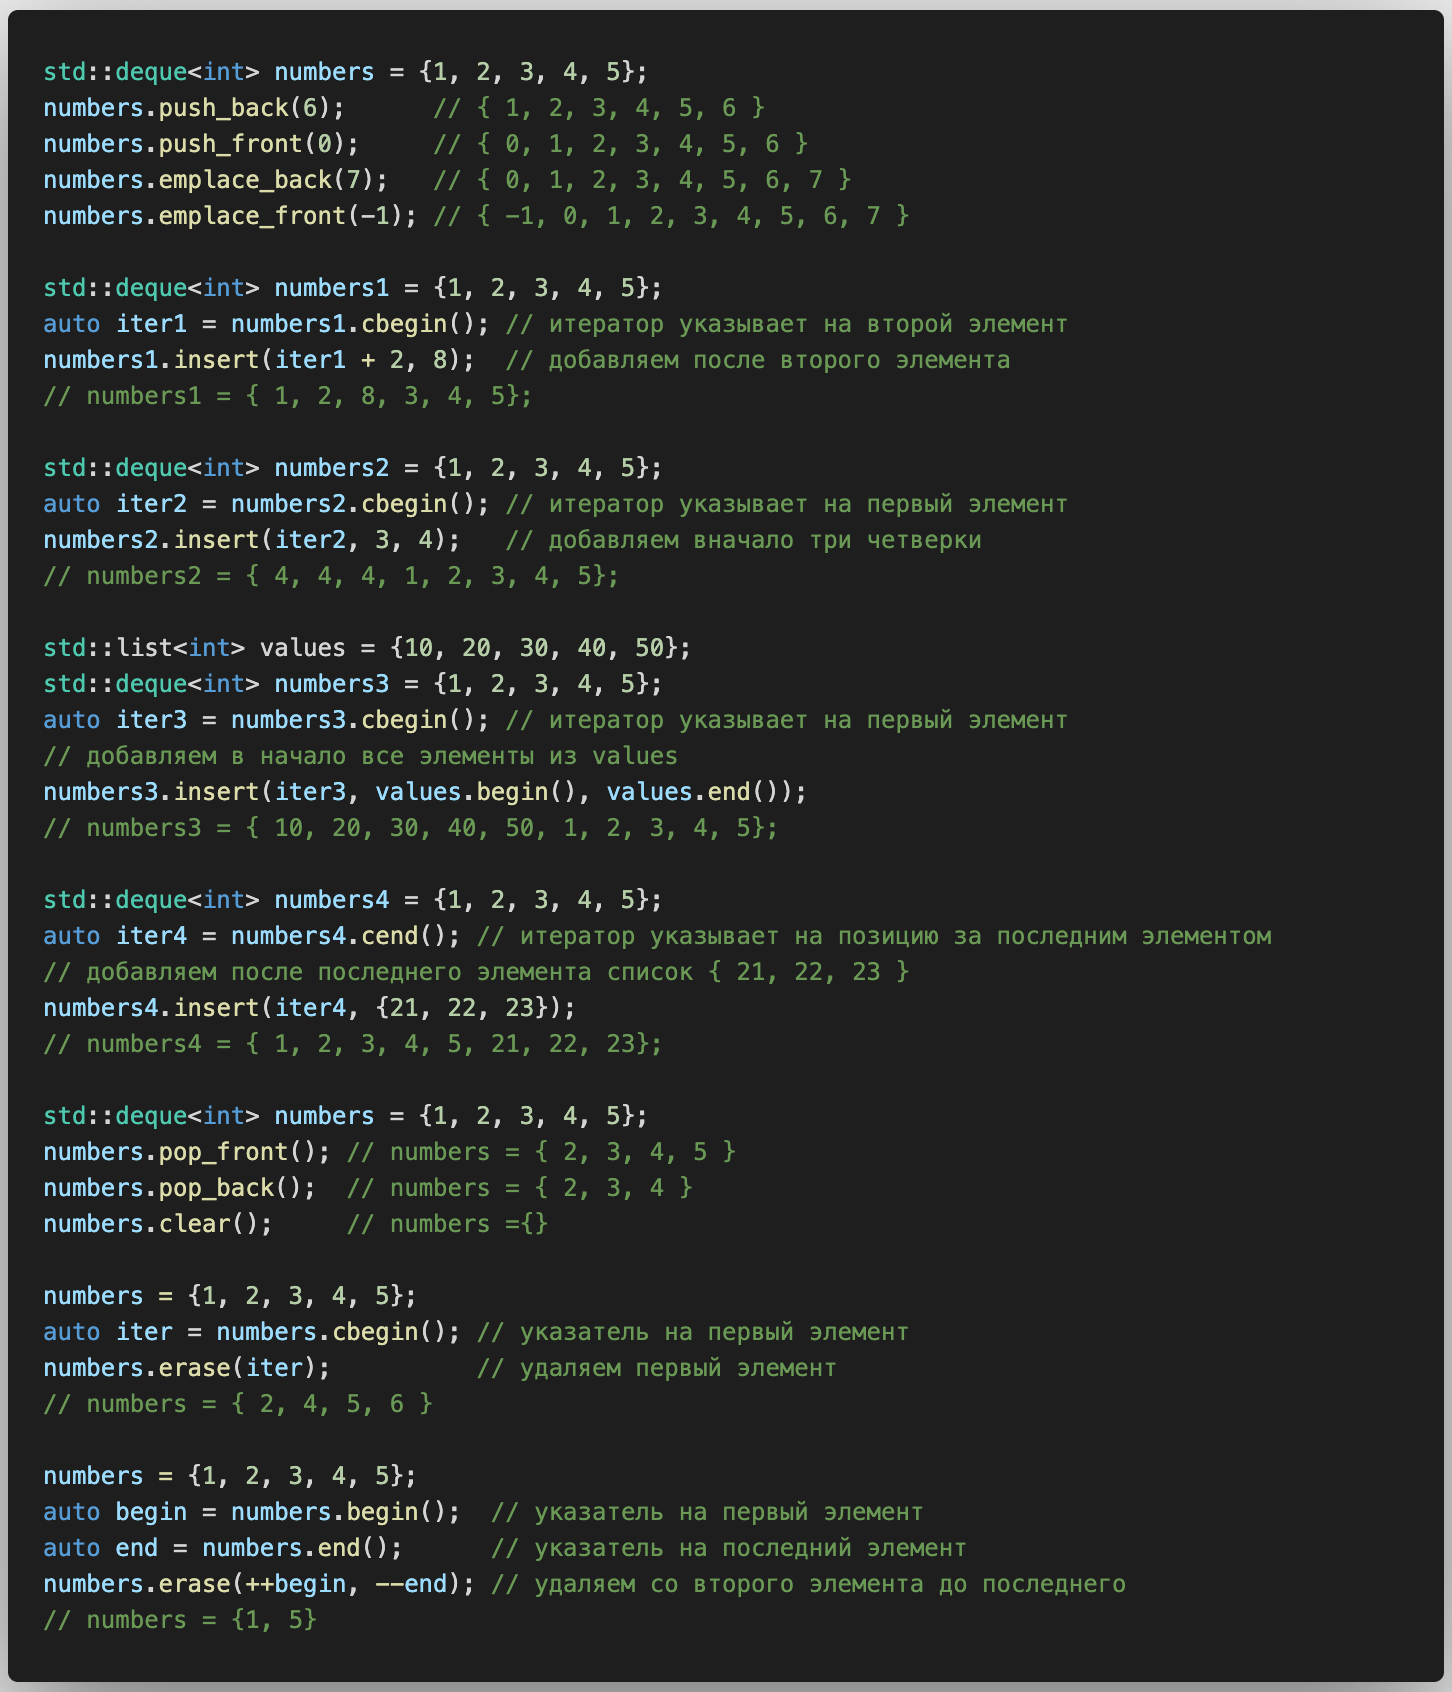 std::deque<int> numbers = {1, 2, 3, 4, 5};
numbers.push_back(6);      // { 1, 2, 3, 4, 5, 6 }
numbers.push_front(0);     // { 0, 1, 2, 3, 4, 5, 6 }
numbers.emplace_back(7);   // { 0, 1, 2, 3, 4, 5, 6, 7 }
numbers.emplace_front(-1); // { -1, 0, 1, 2, 3, 4, 5, 6, 7 }

std::deque<int> numbers1 = {1, 2, 3, 4, 5};
auto iter1 = numbers1.cbegin(); // итератор указывает на второй элемент
numbers1.insert(iter1 + 2, 8);  // добавляем после второго элемента
// numbers1 = { 1, 2, 8, 3, 4, 5};

std::deque<int> numbers2 = {1, 2, 3, 4, 5};
auto iter2 = numbers2.cbegin(); // итератор указывает на первый элемент
numbers2.insert(iter2, 3, 4);   // добавляем вначало три четверки
// numbers2 = { 4, 4, 4, 1, 2, 3, 4, 5};

std::list<int> values = {10, 20, 30, 40, 50};
std::deque<int> numbers3 = {1, 2, 3, 4, 5};
auto iter3 = numbers3.cbegin(); // итератор указывает на первый элемент
// добавляем в начало все элементы из values
numbers3.insert(iter3, values.begin(), values.end());
// numbers3 = { 10, 20, 30, 40, 50, 1, 2, 3, 4, 5};

std::deque<int> numbers4 = {1, 2, 3, 4, 5};
auto iter4 = numbers4.cend(); // итератор указывает на позицию за последним элементом
// добавляем после последнего элемента список { 21, 22, 23 }
numbers4.insert(iter4, {21, 22, 23});
// numbers4 = { 1, 2, 3, 4, 5, 21, 22, 23};

std::deque<int> numbers = {1, 2, 3, 4, 5};
numbers.pop_front(); // numbers = { 2, 3, 4, 5 }
numbers.pop_back();  // numbers = { 2, 3, 4 }
numbers.clear();     // numbers ={}

numbers = {1, 2, 3, 4, 5};
auto iter = numbers.cbegin(); // указатель на первый элемент
numbers.erase(iter);          // удаляем первый элемент
// numbers = { 2, 4, 5, 6 }

numbers = {1, 2, 3, 4, 5};
auto begin = numbers.begin();  // указатель на первый элемент
auto end = numbers.end();      // указатель на последний элемент
numbers.erase(++begin, --end); // удаляем со второго элемента до последнего
// numbers = {1, 5}